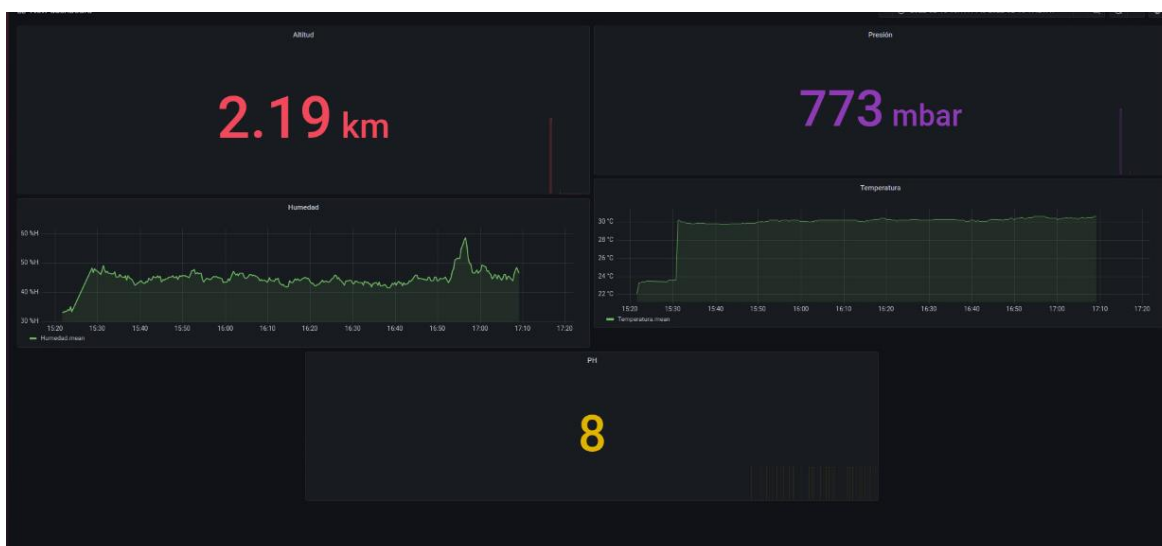 Altitud
2.19 km
Presión
773 mbar
Humedad
60 %H
50 %H
40 %H
30 %H
15:20 15:30 15:40 15:50 16:00 16:10 16:20 16:30 16:40 16:50 17:00 17:10 17:20
Humedad.mean
Temperatura
30 °C
28 °C
26 °C
24 °C
22 °C
15:20 15:30 15:40 15:50 16:00 16:10 16:20 16:30 16:40 16:50 17:00 17:10 17:20
Temperatura.mean
PH
8